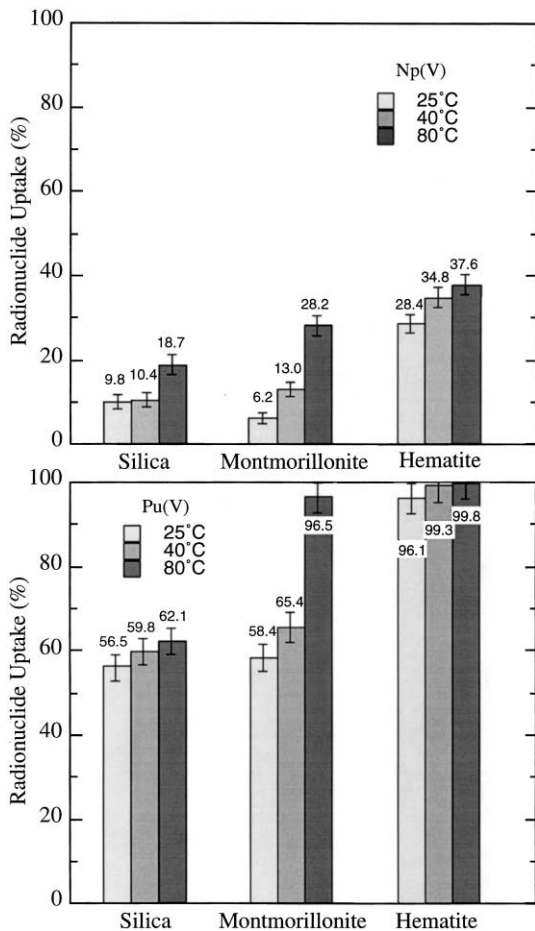 100
80
60
40
20
0
Radionuclide Uptake (%)
Np(V)
25°C
40°C
80°C
9.8
10.4
18.7
6.2
13.0
28.2
28.4
34.8
37.6
Silica Montmorillonite Hematite
100
80
60
40
20
0
Radionuclide Uptake (%)
Pu(V)
25°C
40°C
80°C
56.5
59.8
62.1
58.4
65.4
96.5
96.1
99.3
99.8
Silica Montmorillonite Hematite